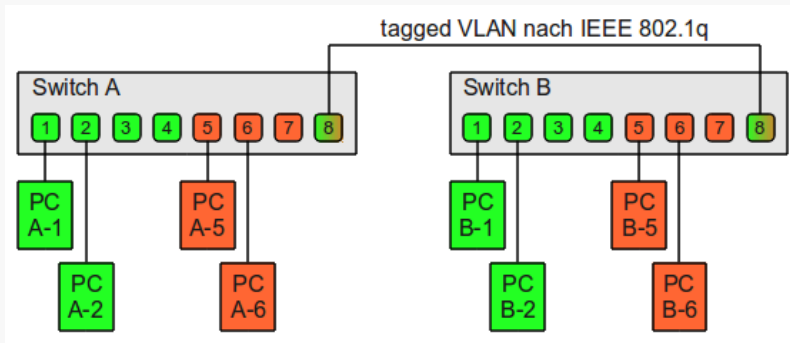 tagged VLAN nach IEEE 802.1q
Switch A
1 2 3 4 5 6 7 8
PC
A-1
PC
A-5
PC
A-2
PC
A-6
Switch B
1 2 3 4 5 6 7 8
PC
B-1
PC
B-5
PC
B-2
PC
B-6